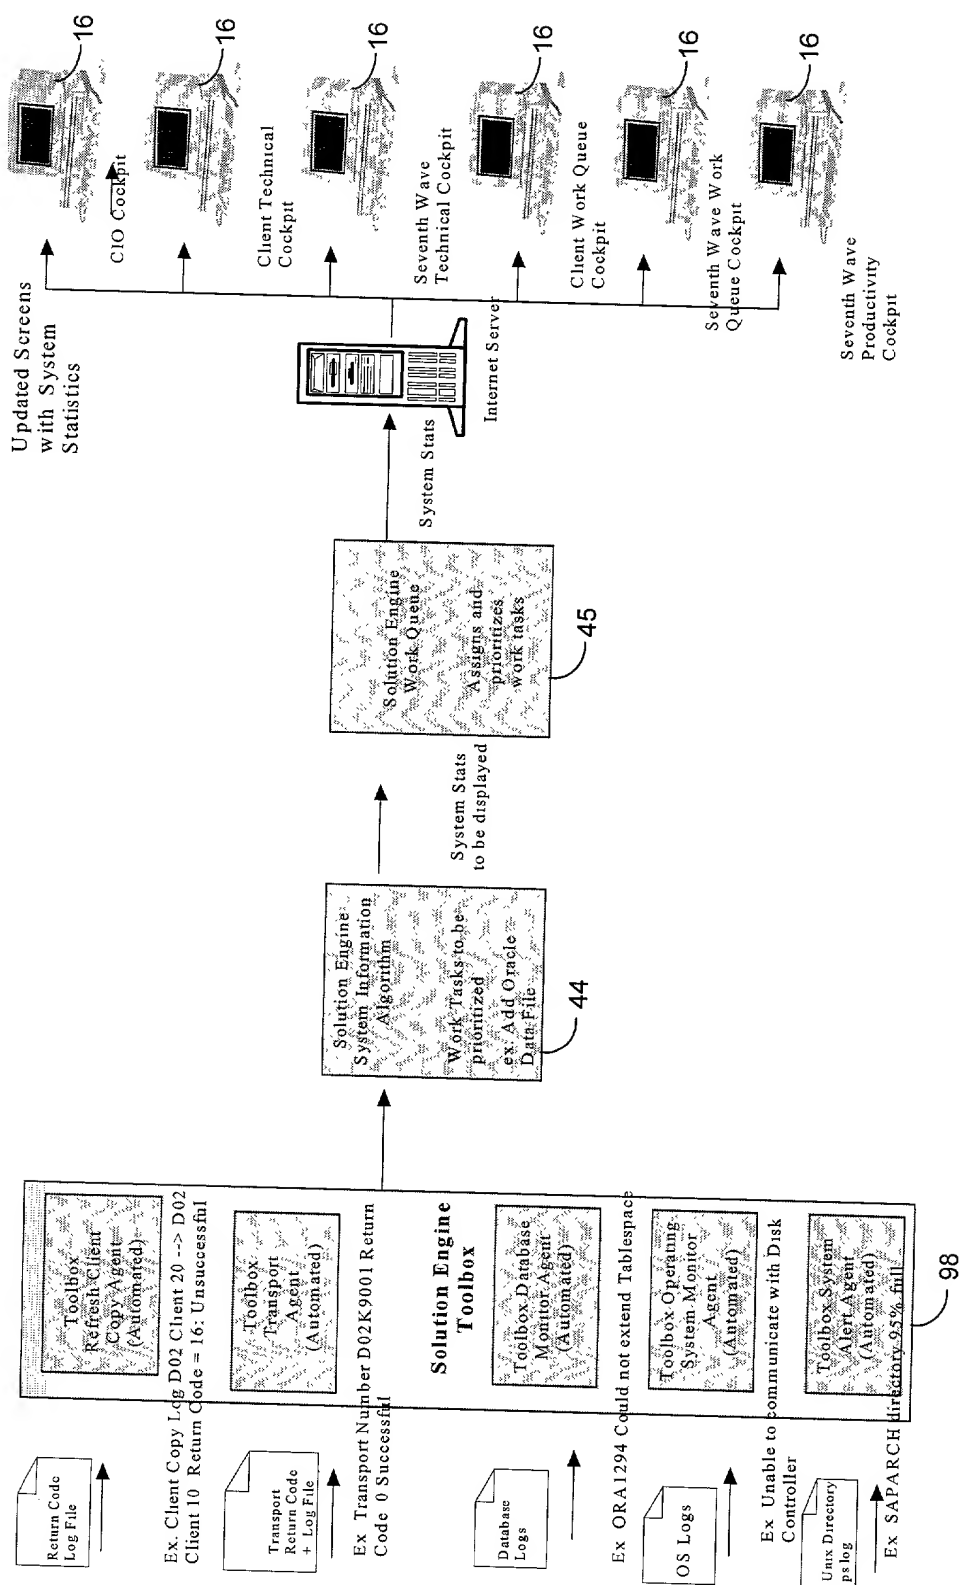 Return Code
Log File
Ex. Client Copy Log D02 Client 20 --> D02
Client 10 Return Code = 16: Unsuccessful
Transport
Return Code
+ Log File
Ex Transport Number D02K9001 Return
Code 0 Successful
Database
Logs
Ex ORA1294 Could not extend Tablespace
OS Logs
Ex Unable to communicate with Disk
Controller
Unix Directory
ps log
Ex SAPARCH directory 95% full
Toolbox
Refresh Client
Copy Agent
(Automated)
Toolbox
Transport
Agent
(Automated)
Solution Engine
Toolbox
Toolbox Database
Monitor Agent
(Automated)
Toolbox Operating
System Monitor
Agent
(Automated)
Toolbox System
Alert Agent
(Automated)
98
Solution Engine
System Information
Algorithm
Work Tasks to be
prioritized
ex: Add Oracle
Data File
44
System Stats
to be displayed
Solution Engine
Work Queue
Assigns and
prioritizes
work tasks
45
System Stats
Internet Server
Updated Screens
with System
Statistics
CIO Cockpit
16
Client Technical
Cockpit
16
Seventh Wave
Technical Cockpit
16
Client Work Queue
Cockpit
16
Seventh Wave Work
Queue Cockpit
16
Seventh Wave
Productivity
Cockpit
16